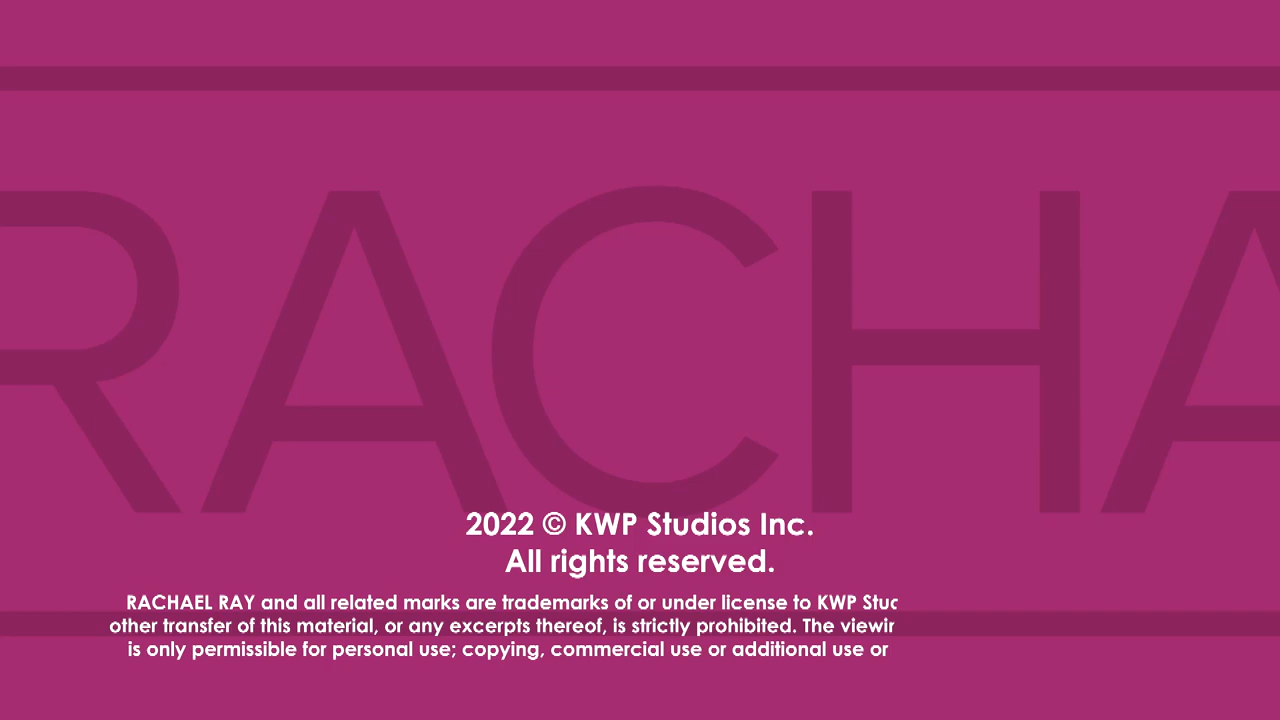 RACHA
2022 © KWP Studios Inc.
All rights reserved.
RACHAEL RAY and all related marks are trademarks of or under license to KWP
other transfer of this material, or any excerpts thereof, is strictly prohibited. The
is only permissible for personal use; copying, commercial use or additional use or